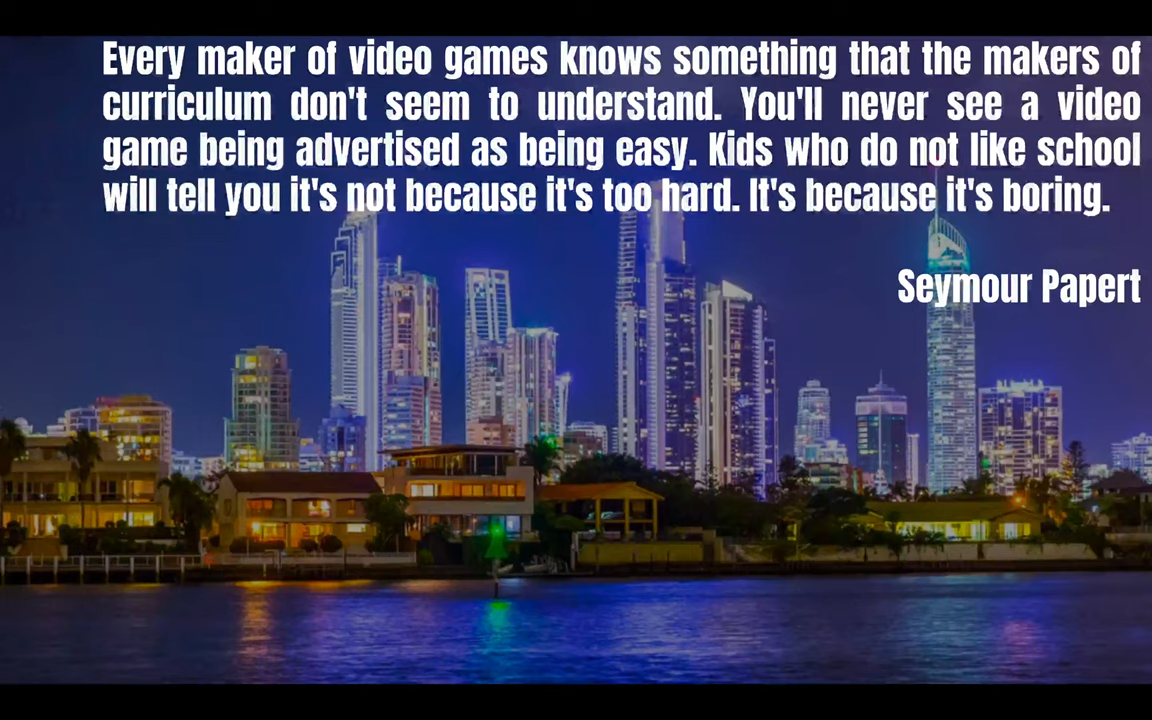 Every maker of video games knows something that the makers of
curriculum don't seem to understand. You'll never see a video
game being advertised as being easy. Kids who do not like school
will tell you it's not because it's too hard. It's because it's boring.
Seymour Papert